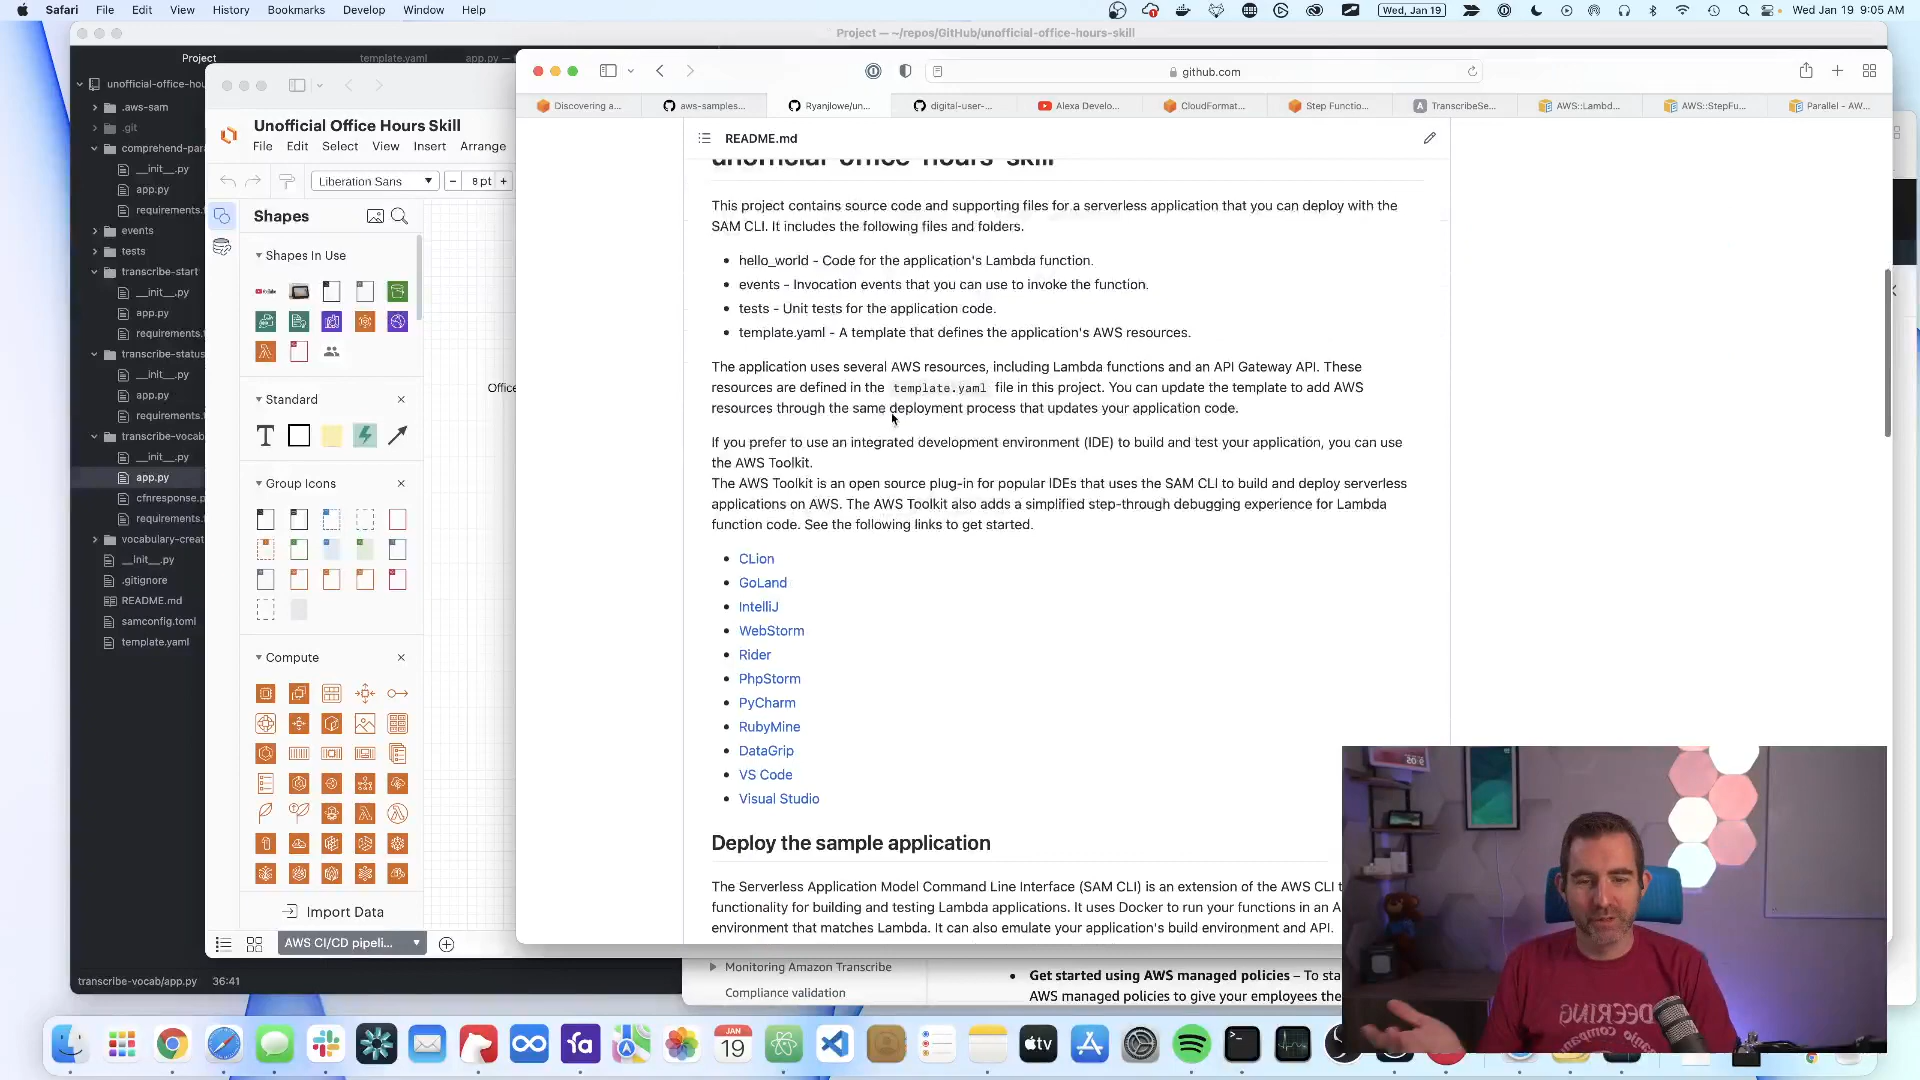 Safari File Edit View History Bookmarks Develop Window Help
Wed, Jan 19
Wed Jan 19 9:05 AM
Project — ~/repos/GitHub/unofficial-office-hours-skill
Project
template.yaml
app.py
unofficial-office-ho
.aws-sam
.git
comprehend-par
__init__.py
app.py
requirements.
events
tests
transcribe-start
__init__.py
app.py
requirements.
transcribe-status
__init__.py
app.py
requirements.
transcribe-vocab
__init__.py
app.py
cfnresponse.p
requirements.
vocabulary-creat
__init__.py
.gitignore
README.md
samconfig.toml
template.yaml
transcribe-vocab/app.py 36:41
Unofficial Office Hours Skill
File Edit Select View Insert Arrange
Liberation Sans
8 pt
Shapes
Shapes In Use
Standard
Group Icons
Compute
Import Data
AWS CI/CD pipeli...
Office
github.com
Discovering a...
aws-samples...
Ryanjlowe/un...
digital-user-...
Alexa Develo...
CloudFormat...
Step Functio...
TranscribeSe...
AWS::Lambd...
AWS::StepFu...
Parallel - AW...
README.md
unofficial-office-hours-skill
This project contains source code and supporting files for a serverless application that you can deploy with the
SAM CLI. It includes the following files and folders.
hello_world - Code for the application's Lambda function.
events - Invocation events that you can use to invoke the function.
tests - Unit tests for the application code.
template.yaml - A template that defines the application's AWS resources.
The application uses several AWS resources, including Lambda functions and an API Gateway API. These
resources are defined in the template.yaml file in this project. You can update the template to add AWS
resources through the same deployment process that updates your application code.
If you prefer to use an integrated development environment (IDE) to build and test your application, you can use
the AWS Toolkit.
The AWS Toolkit is an open source plug-in for popular IDEs that uses the SAM CLI to build and deploy serverless
applications on AWS. The AWS Toolkit also adds a simplified step-through debugging experience for Lambda
function code. See the following links to get started.
CLion
GoLand
IntelliJ
WebStorm
Rider
PhpStorm
PyCharm
RubyMine
DataGrip
VS Code
Visual Studio
Deploy the sample application
The Serverless Application Model Command Line Interface (SAM CLI) is an extension of the AWS CLI t
functionality for building and testing Lambda applications. It uses Docker to run your functions in an A
environment that matches Lambda. It can also emulate your application's build environment and API.
Monitoring Amazon Transcribe
Compliance validation
Get started using AWS managed policies – To sta
AWS managed policies to give your employees the
DEERING
JAN
19
tv